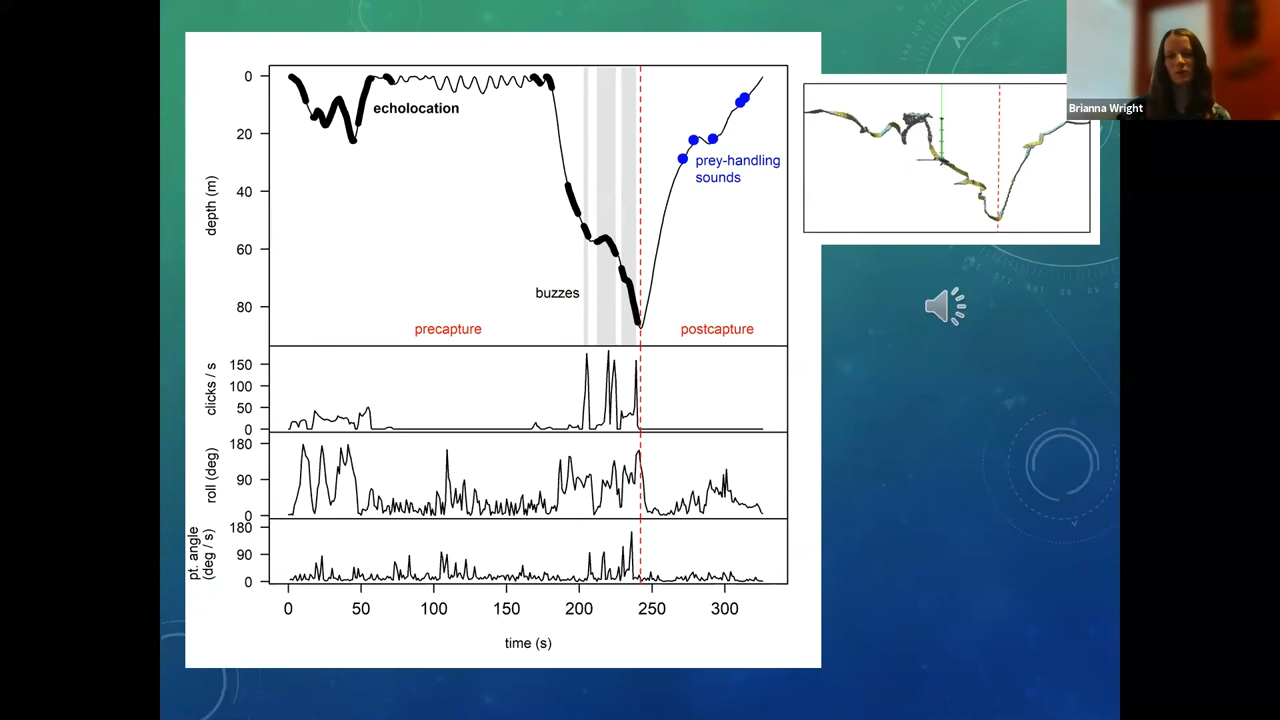 Brianna Wright
0
20
40
60
80
depth (m)
echolocation
prey-handling
sounds
buzzes
precapture
postcapture
150
100
50
0
clicks / s
180
90
0
roll (deg)
180
90
0
pt. angle
(deg / s)
0
50
100
150
200
250
300
time (s)